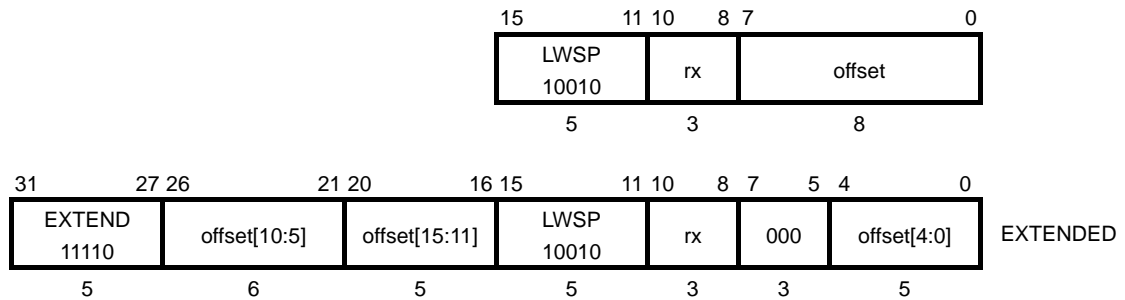 15 11 10 8 7 0
LWSP
10010 rx offset
5 3 8
31 27 26 21 20 16 15 11 10 8 7 5 4 0
EXTEND
11110 offset[10:5] offset[15:11] LWSP
10010 rx 000 offset[4:0] EXTENDED
5 6 5 5 3 3 5